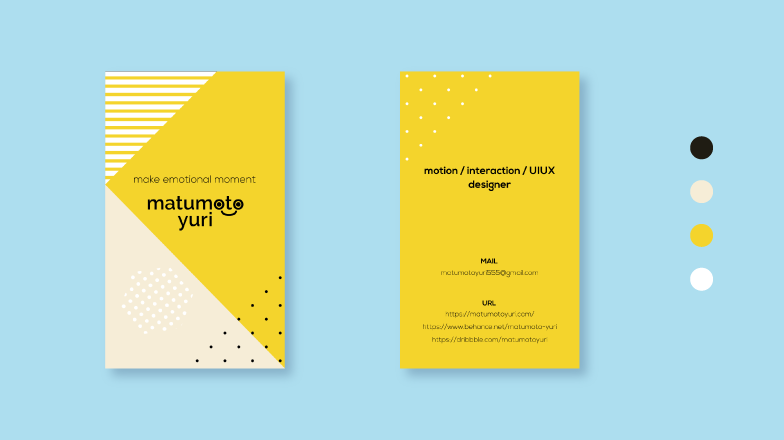 make emotional moment
matumoto
yuri
motion / interaction / UIUX
designer
MAIL
matumotoyuri555@gmail.com
URL
https://matumotoyuri.com/
https://www.behance.net/matumoto-yuri
https://dribbble.com/matumotoyuri